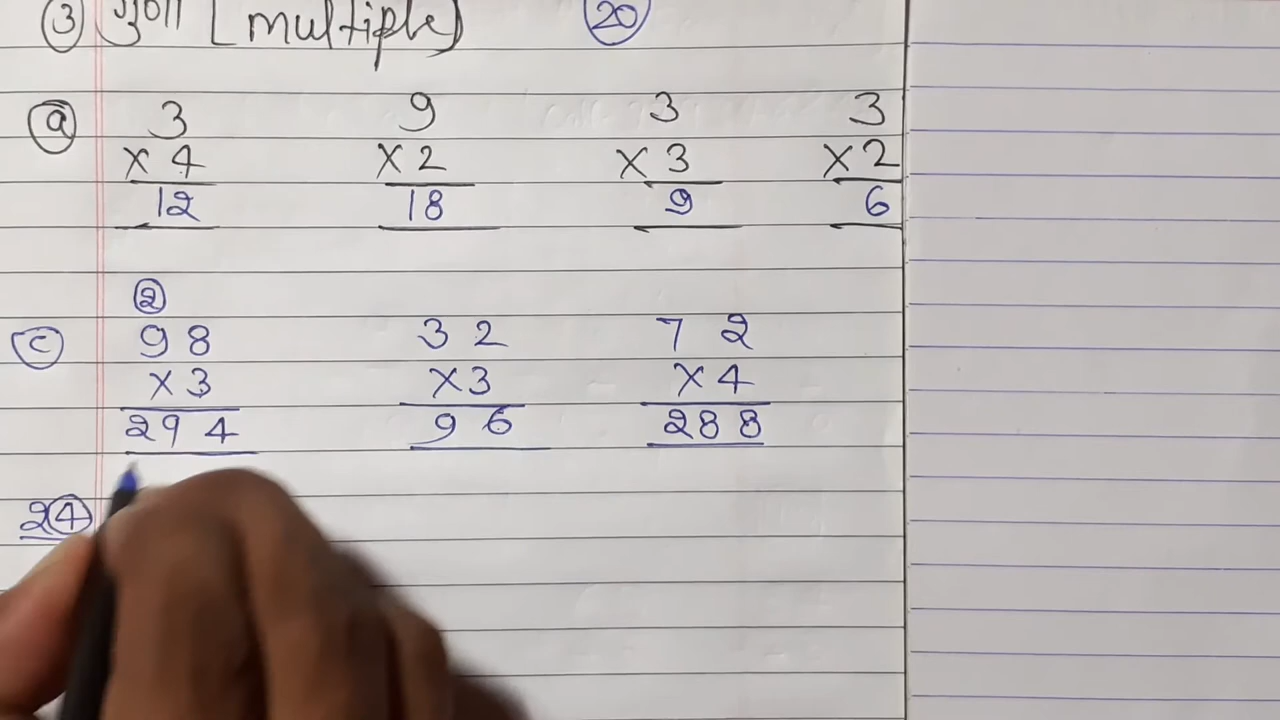 ③ गुणा [multiple) ⑳
ⓐ 3 9 3 3
× 4 × 2 × 3 × 2
12 18 9 6
②
ⓒ 98 32 72
× 3 × 3 × 4
294 96 288
2④